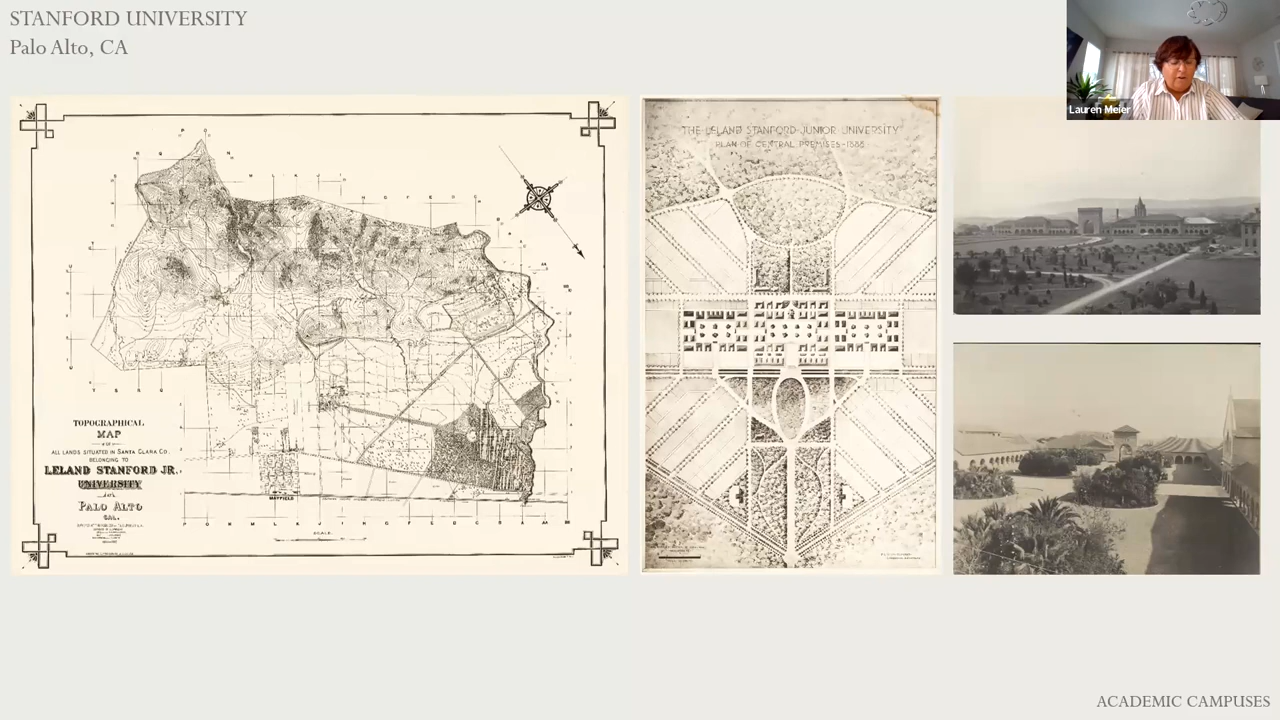 STANFORD UNIVERSITY
Palo Alto, CA
Lauren Meier
TOPOGRAPHICAL
MAP
OF
ALL LANDS SITUATED IN SANTA CLARA CO.
BELONGING TO
LELAND STANFORD JR.
UNIVERSITY
PALO ALTO
CAL.
MAYFIELD
SCALE
THE LELAND STANFORD JUNIOR UNIVERSITY
PLAN OF CENTRAL PREMISES-1888
ACADEMIC CAMPUSES